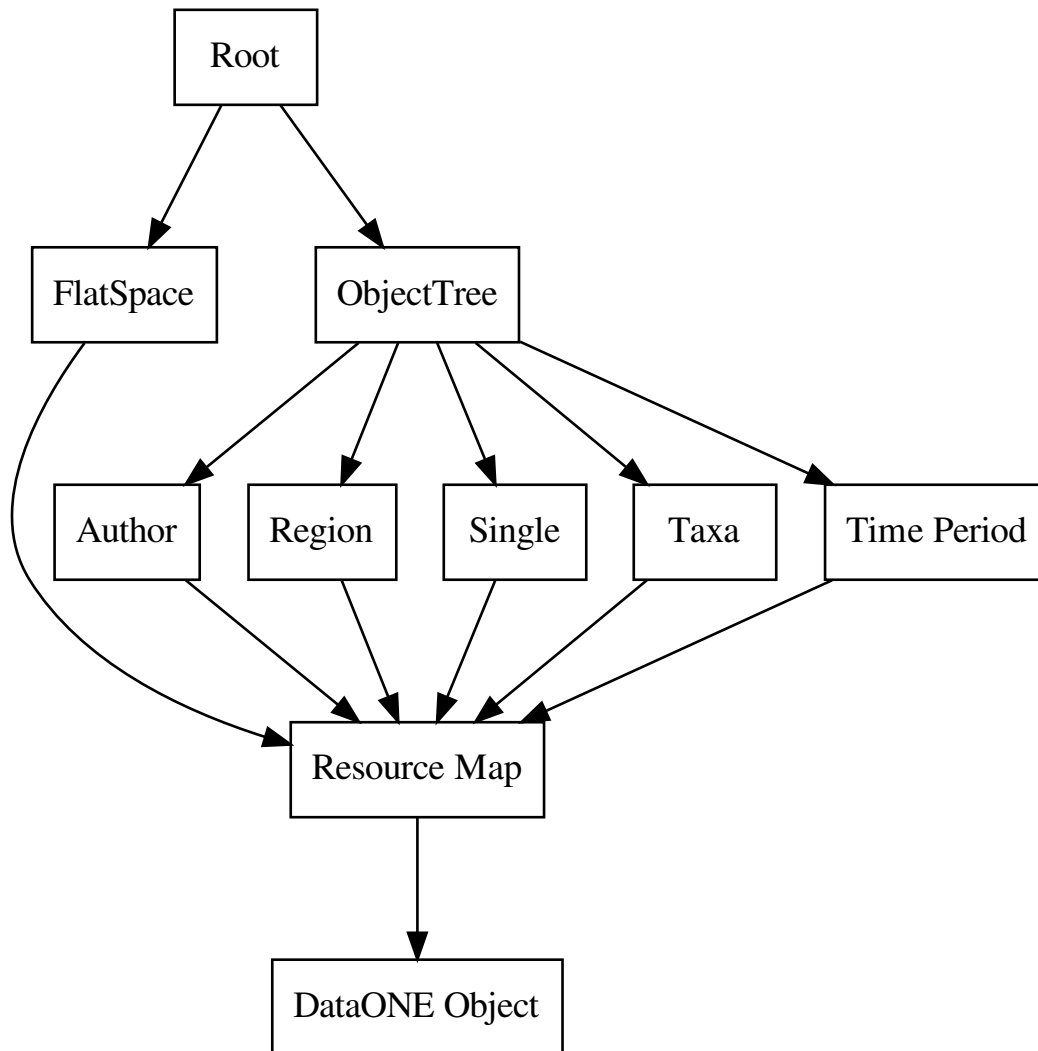 Root
FlatSpace
ObjectTree
Author
Region
Single
Taxa
Time Period
Resource Map
DataONE Object